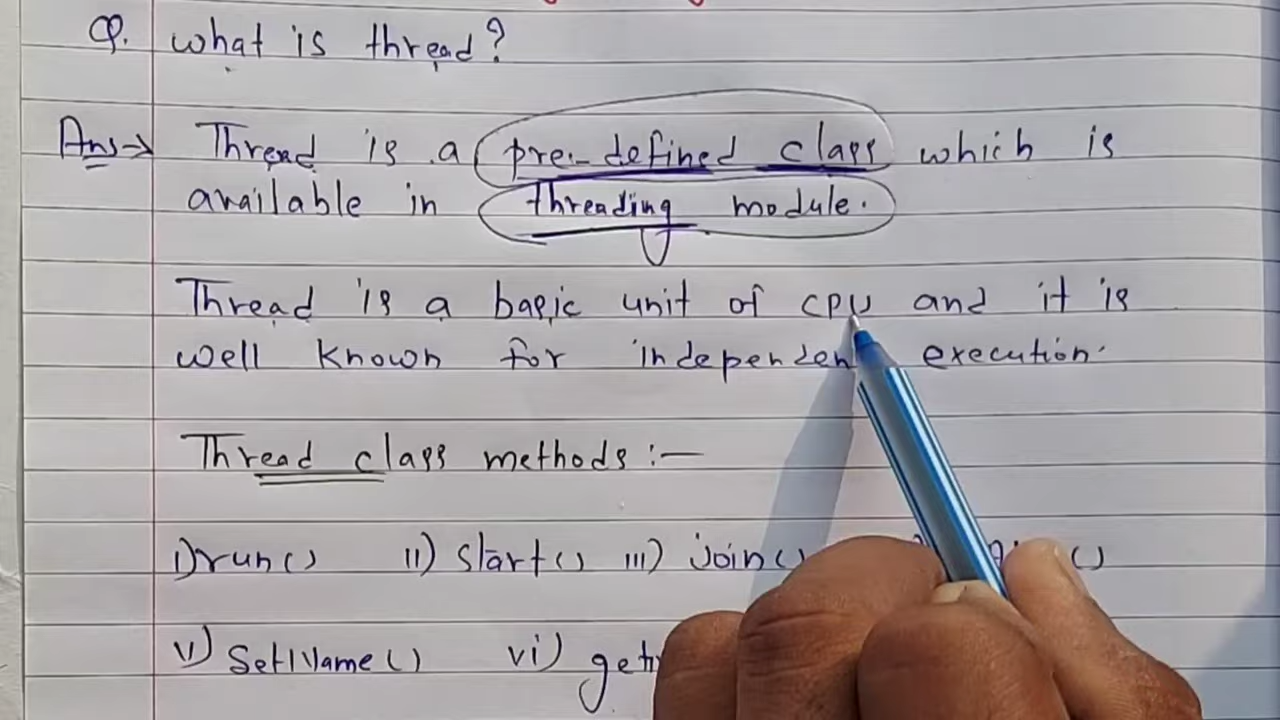 Q. what is thread?
Ans→ Thread is a pre-defined class which is
available in threading module.
Thread is a basic unit of CPU and it is
well known for independen execution.
Thread class methods :—
i) run() ii) start() iii) join() ()
v) SetName() vi) get